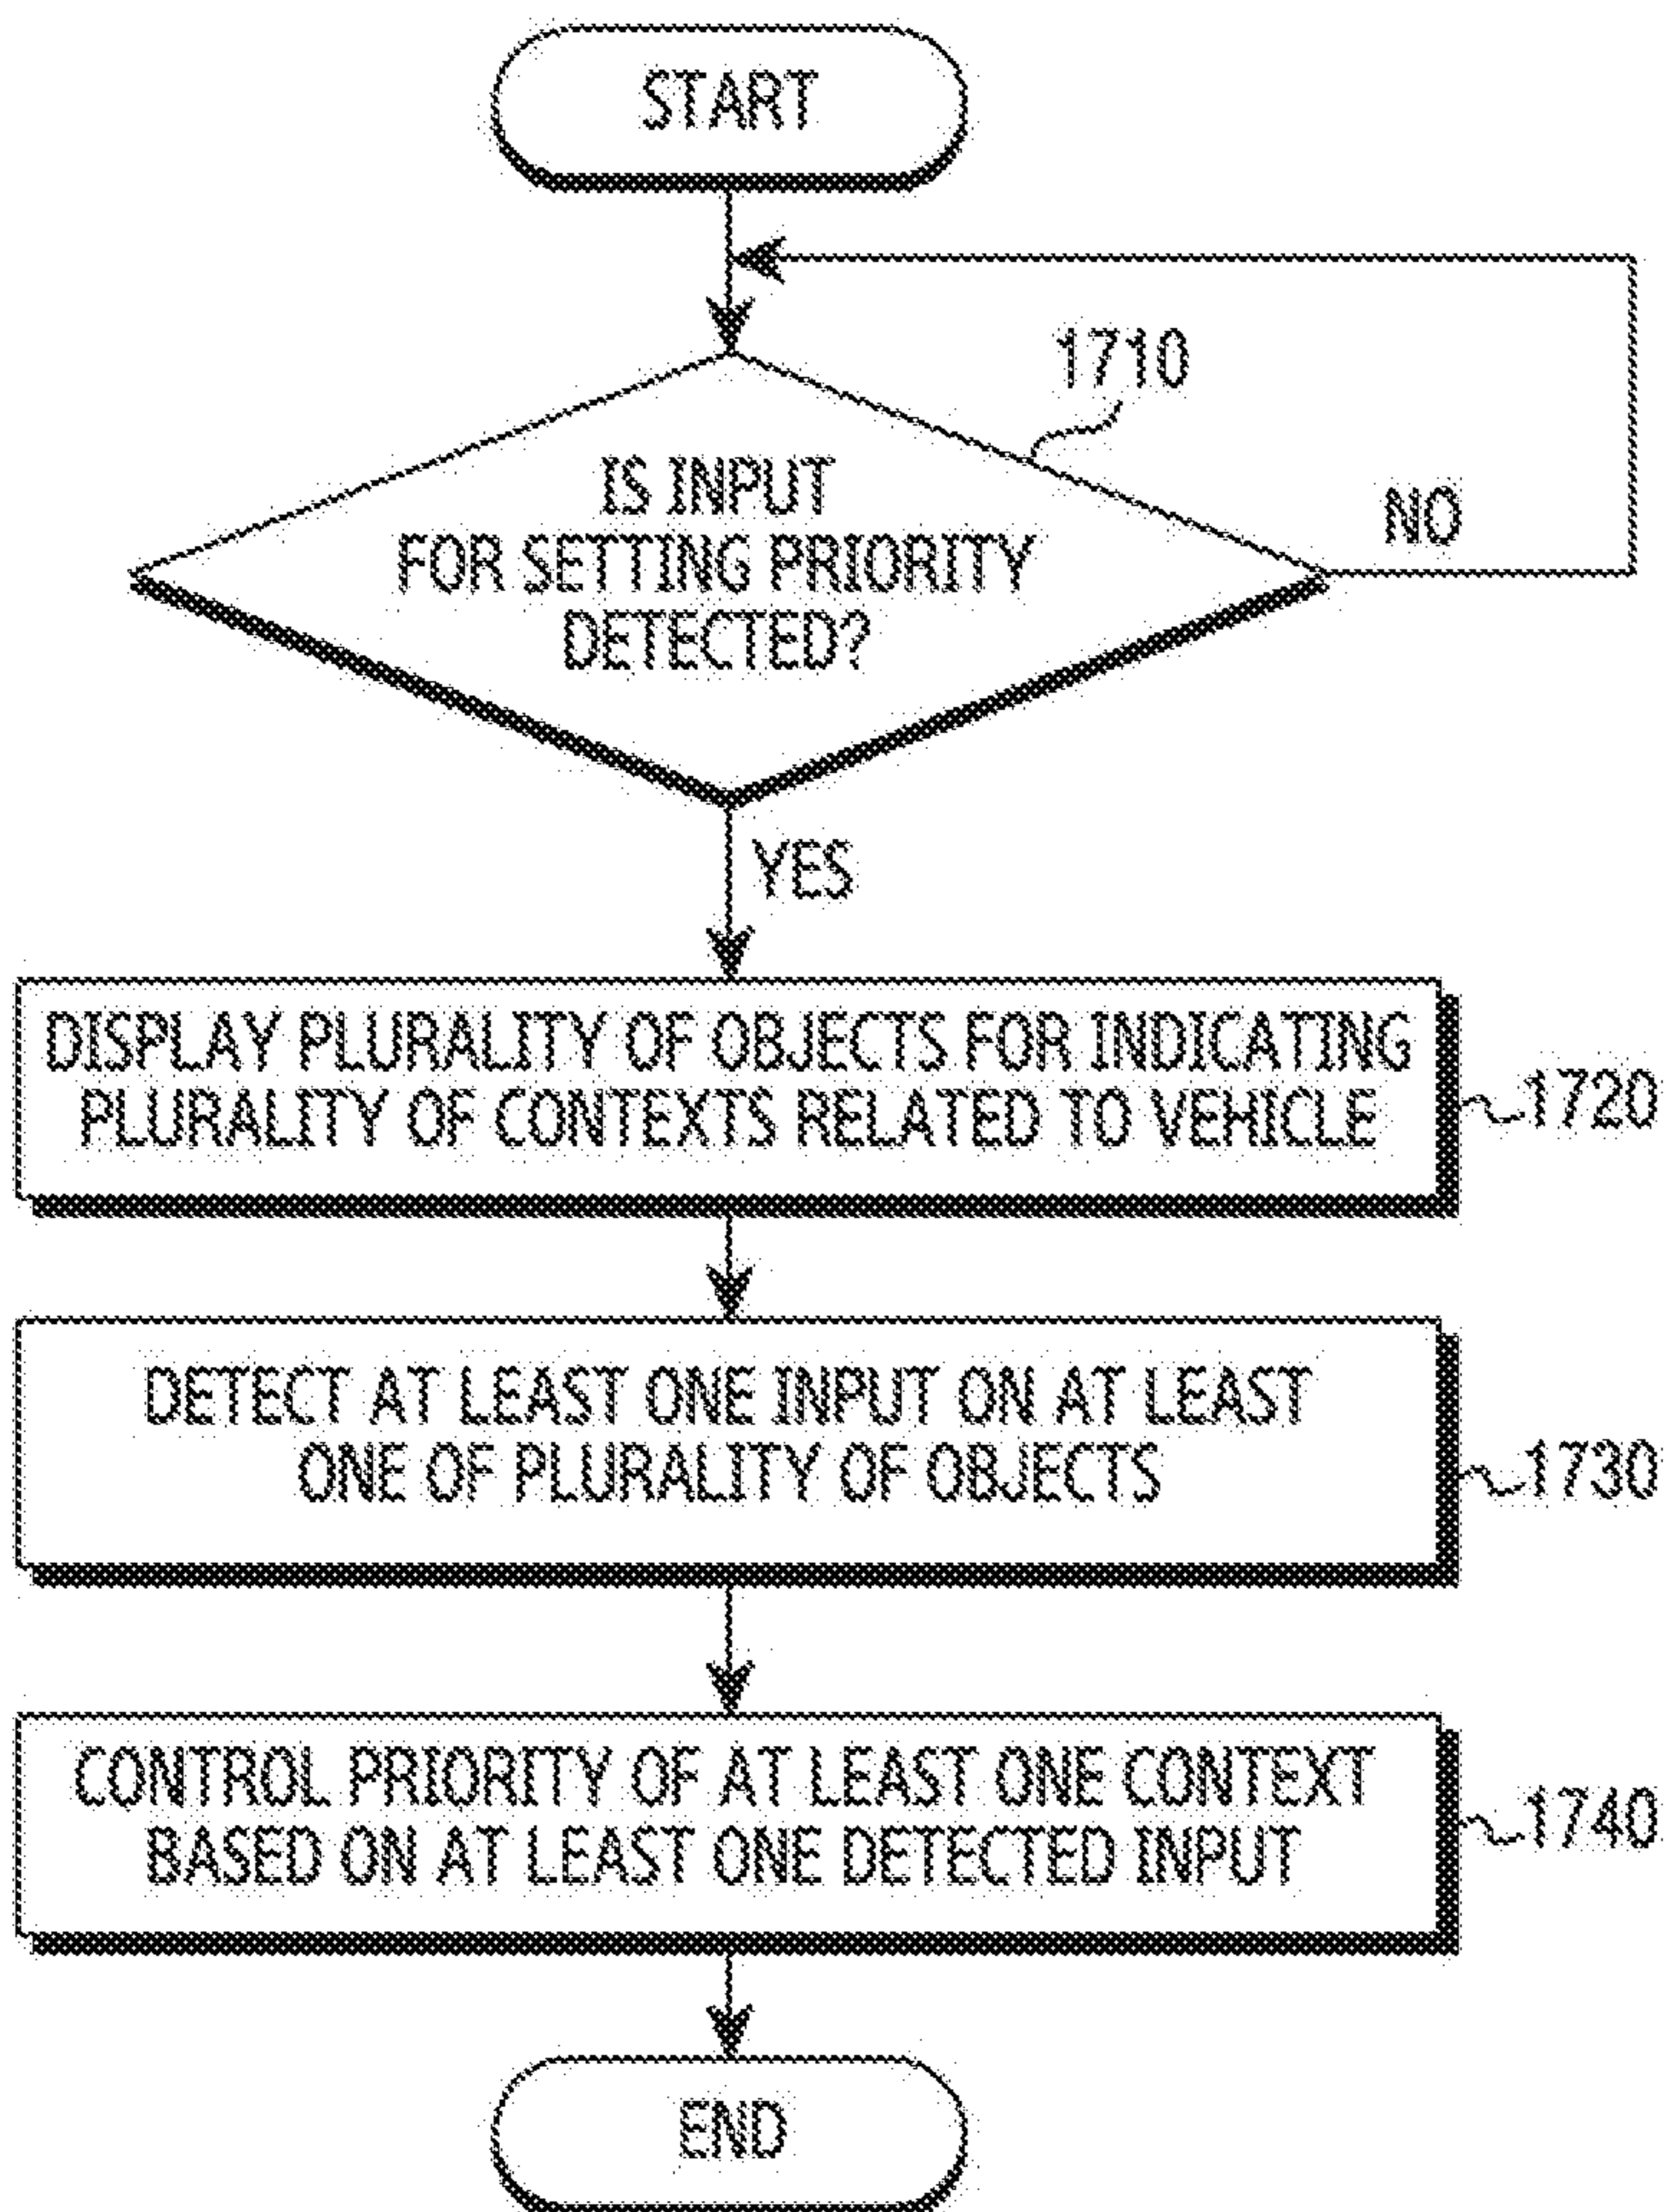 START
1710
IS INPUT
FOR SETTING PRIORITY
DETECTED?
NO
YES
DISPLAY PLURALITY OF OBJECTS FOR INDICATING
PLURALITY OF CONTEXTS RELATED TO VEHICLE
1720
DETECT AT LEAST ONE INPUT ON AT LEAST
ONE OF PLURALITY OF OBJECTS
1730
CONTROL PRIORITY OF AT LEAST ONE CONTEXT
BASED ON AT LEAST ONE DETECTED INPUT
1740
END